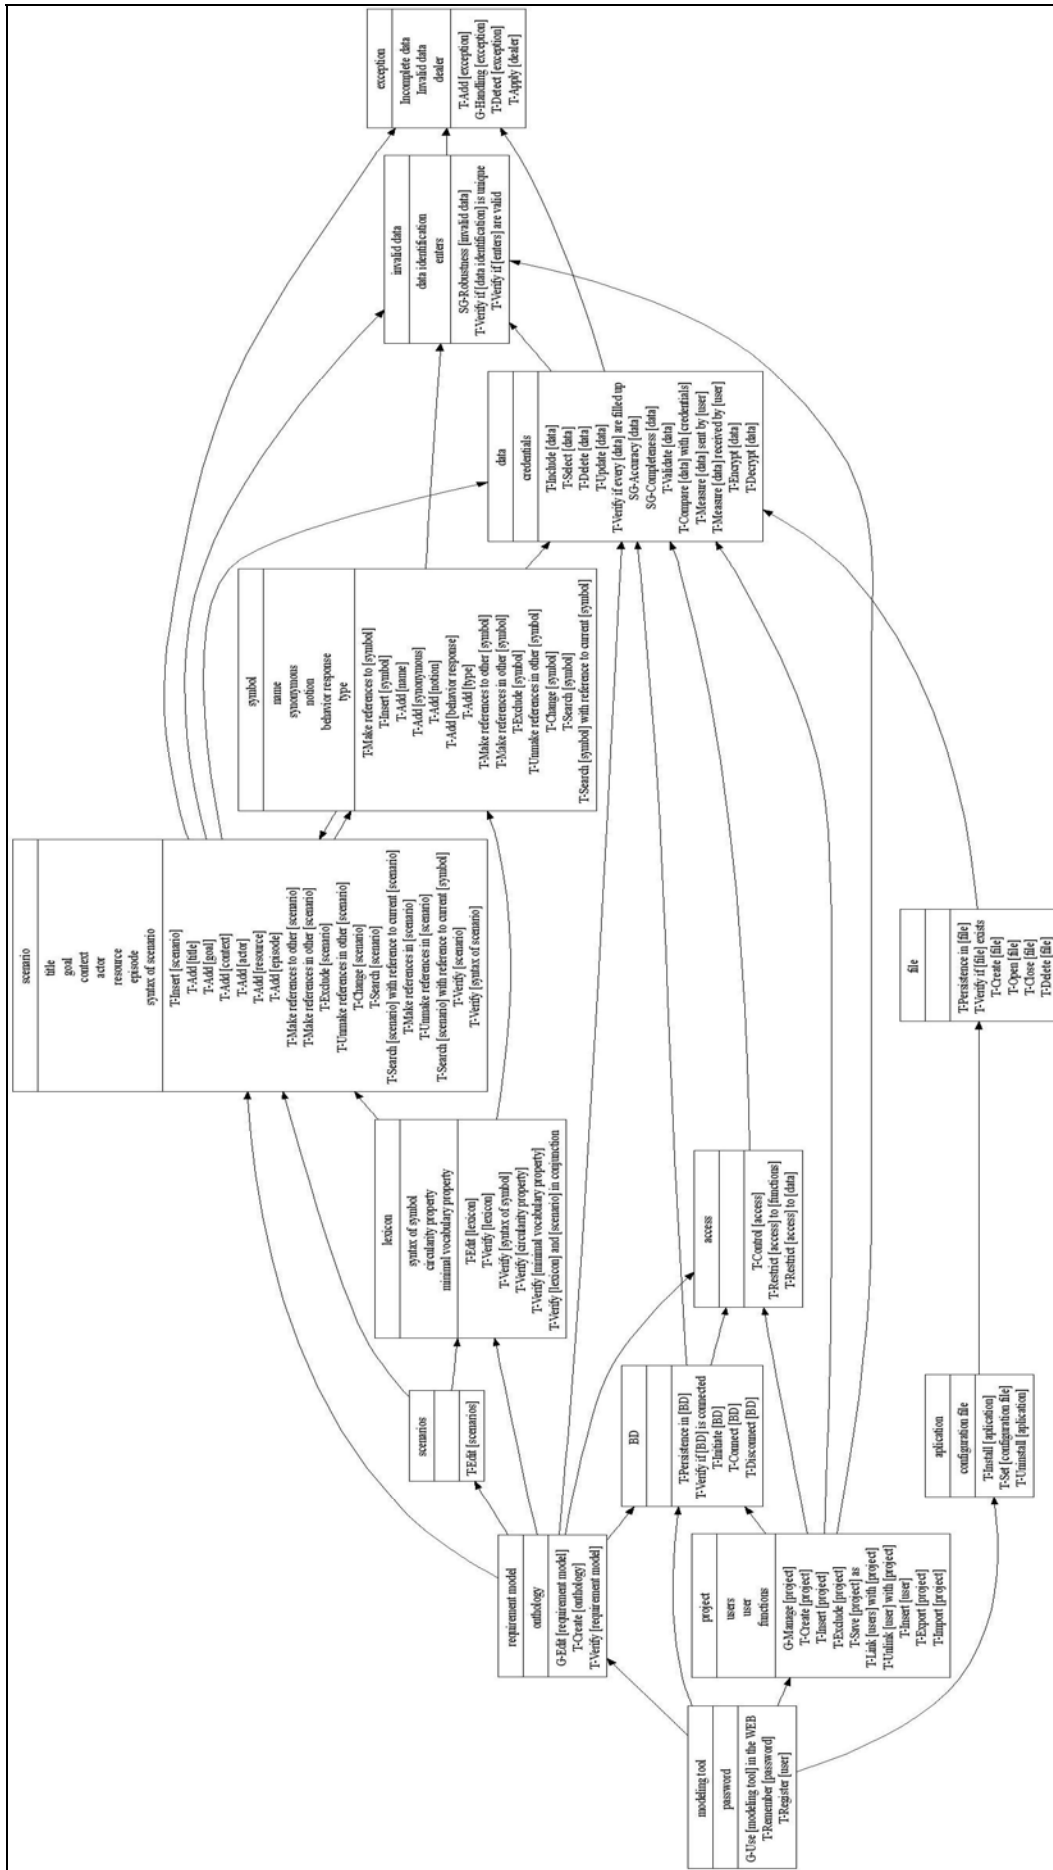 modeling tool
password
G-Use [modeling tool] in the WEB
T-Remember [password]
T-Register [user]
requirement model
onthology
G-Edit [requirement model]
T-Create [onthology]
T-Verify [requirement model]
project
users
user
functions
G-Manage [project]
T-Create [project]
T-Insert [project]
T-Exclude [project]
T-Save [project] as
T-Link [users] with [project]
T-Unlink [user] with [project]
T-Insert [user]
T-Export [project]
T-Import [project]
scenarios
T-Edit [scenarios]
BD
T-Persistence in [BD]
T-Verify if [BD] is connected
T-Initiate [BD]
T-Connect [BD]
T-Disconnect [BD]
aplication
configuration file
T-Install [aplication]
T-Set [configuration file]
T-Uninstall [aplication]
lexicon
syntax of symbol
circularity property
minimal vocabulary property
T-Edit [lexicon]
T-Verify [lexicon]
T-Verify [syntax of symbol]
T-Verify [circularity property]
T-Verify [minimal vocabulary property]
T-Verify [lexicon] and [scenario] in conjunction
access
T-Control [access]
T-Restrict [access] to [functions]
T-Restrict [access] to [data]
scenario
title
goal
context
actor
resource
episode
syntax of scenario
T-Insert [scenario]
T-Add [title]
T-Add [goal]
T-Add [context]
T-Add [actor]
T-Add [resource]
T-Add [episode]
T-Make references to other [scenario]
T-Make references in other [scenario]
T-Exclude [scenario]
T-Unmake references in other [scenario]
T-Change [scenario]
T-Search [scenario]
T-Search [scenario] with reference to current [scenario]
T-Make references in [scenario]
T-Unmake references in [scenario]
T-Search [scenario] with reference to current [symbol]
T-Verify [scenario]
T-Verify [syntax of scenario]
file
T-Persistence in [file]
T-Verify if [file] exists
T-Create [file]
T-Open [file]
T-Close [file]
T-Delete [file]
symbol
name
synonymous
notion
behavior response
type
T-Make references to [symbol]
T-Insert [symbol]
T-Add [name]
T-Add [synonymous]
T-Add [notion]
T-Add [behavior response]
T-Add [type]
T-Make references to other [symbol]
T-Make references in other [symbol]
T-Exclude [symbol]
T-Unmake references in other [symbol]
T-Change [symbol]
T-Search [symbol]
T-Search [symbol] with reference to current [symbol]
data
credentials
T-Include [data]
T-Select [data]
T-Delete [data]
T-Update [data]
T-Verify if every [data] are filled up
SG-Accuracy [data]
SG-Completeness [data]
T-Validate [data]
T-Compare [data] with [credentials]
T-Measure [data] sent by [user]
T-Measure [data] received by [user]
T-Encrypt [data]
T-Decrypt [data]
invalid data
data identification
enters
SG-Robustness [invalid data]
T-Verify if [data identification] is unique
T-Verify if [enters] are valid
exception
Incomplete data
Invalid data
dealer
T-Add [exception]
G-Handling [exception]
T-Detect [exception]
T-Apply [dealer]